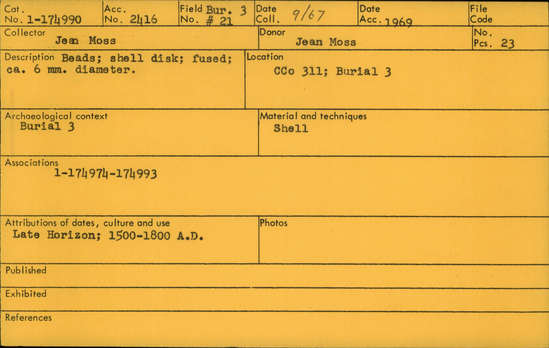 Cat. No. 1-174990 Acc. No. 2416 Field No. Bur. 3 # 21 Date Coll. 9/67 Date Acc. 1969 File Code
Collector Jean Moss Donor Jean Moss No. Pcs. 23
Description Beads; shell disk; fused; ca. 6 mm. diameter.
Location CCo 311; Burial 3
Archaeological context Burial 3
Material and techniques Shell
Associations
1-174974-174993
Attributions of dates, culture and use
Late Horizon; 1500-1800 A.D.
Photos
Published
Exhibited
References